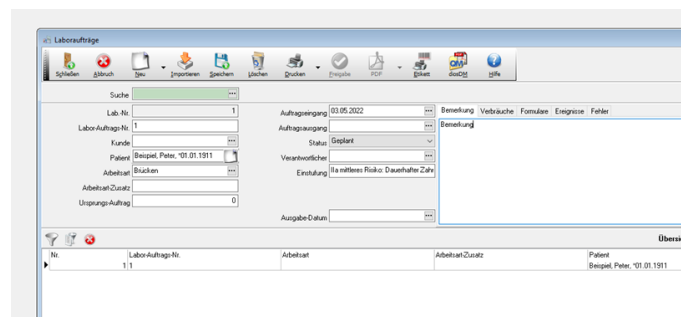 Laboraufträge
Schließen Abbruch Neu Importieren Speichern Löschen Drucken Freigabe PDF Etikett dosDM Hilfe
Suche
Lab.-Nr. 1
Labor-Auftrags-Nr. 1
Kunde
Patient Beispiel, Peter, *01.01.1911
Arbeitsart Brücken
Arbeitsart-Zusatz
Ursprungs-Auftrag 0
Auftragseingang 03.05.2022
Auftragsausgang
Status Geplant
Verantwortlicher
Einstufung IIa mittleres Risiko: Dauerhafter Zahr
Ausgabe-Datum
Bemerkung Verbräuche Formulare Ereignisse Fehler
Bemerkung
Übersi
Nr. Labor-Auftrags-Nr. Arbeitsart Arbeitsart-Zusatz Patient
1 1 Beispiel, Peter, *01.01.1911